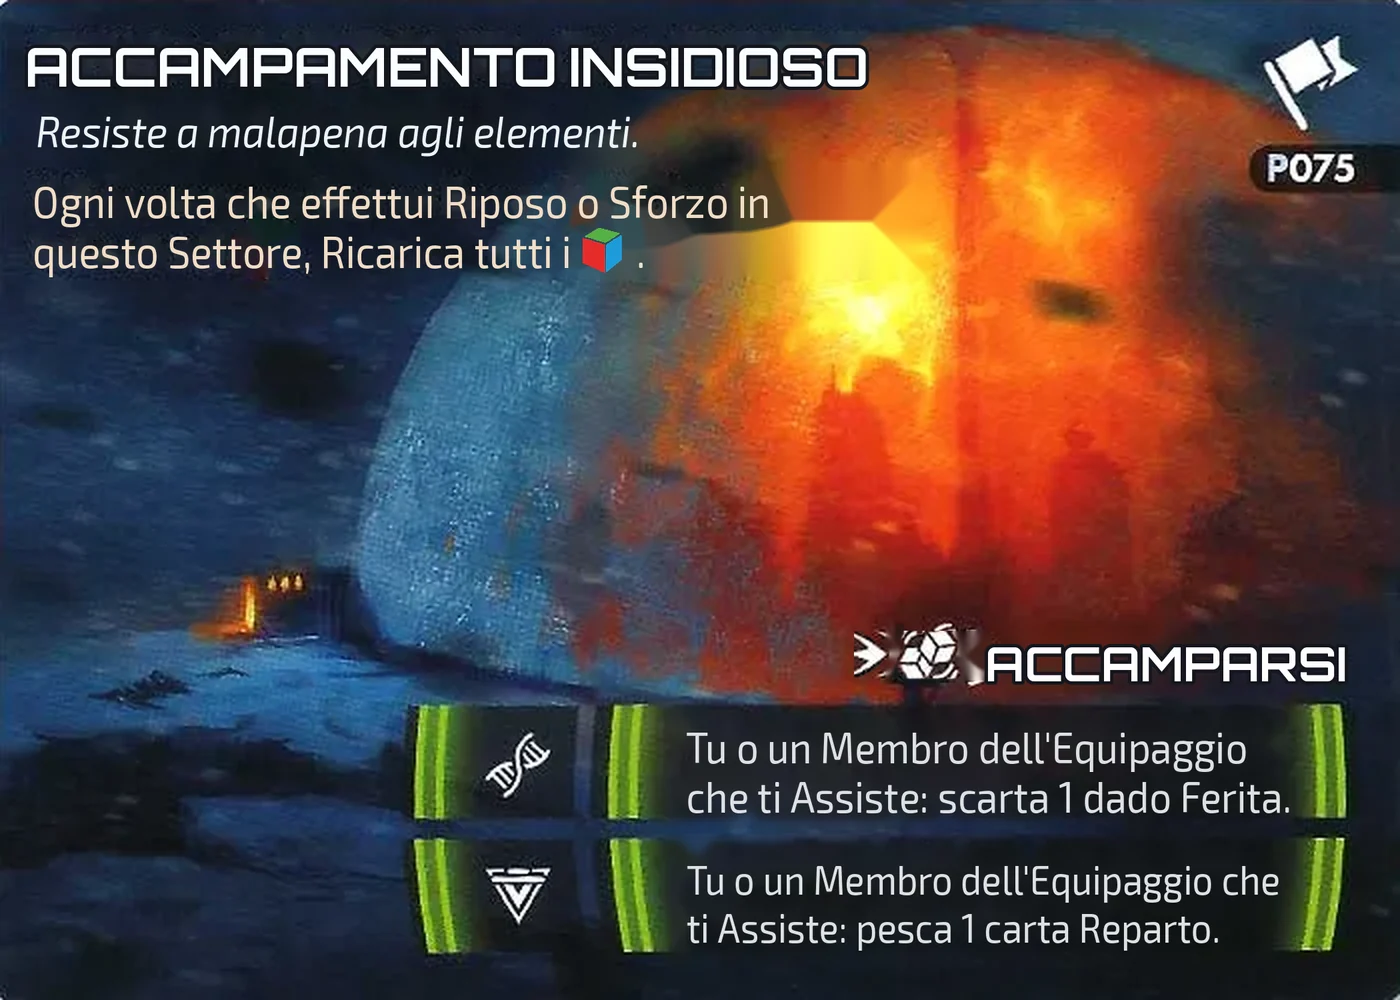 ACCAMPAMENTO INSIDIOSO
Resiste a malapena agli elementi.
P075
Ogni volta che effettui Riposo o Sforzo in
questo Settore, Ricarica tutti i .
ACCAMPARSI
Tu o un Membro dell'Equipaggio
che ti Assiste: scarta 1 dado Ferita.
Tu o un Membro dell'Equipaggio che
ti Assiste: pesca 1 carta Reparto.